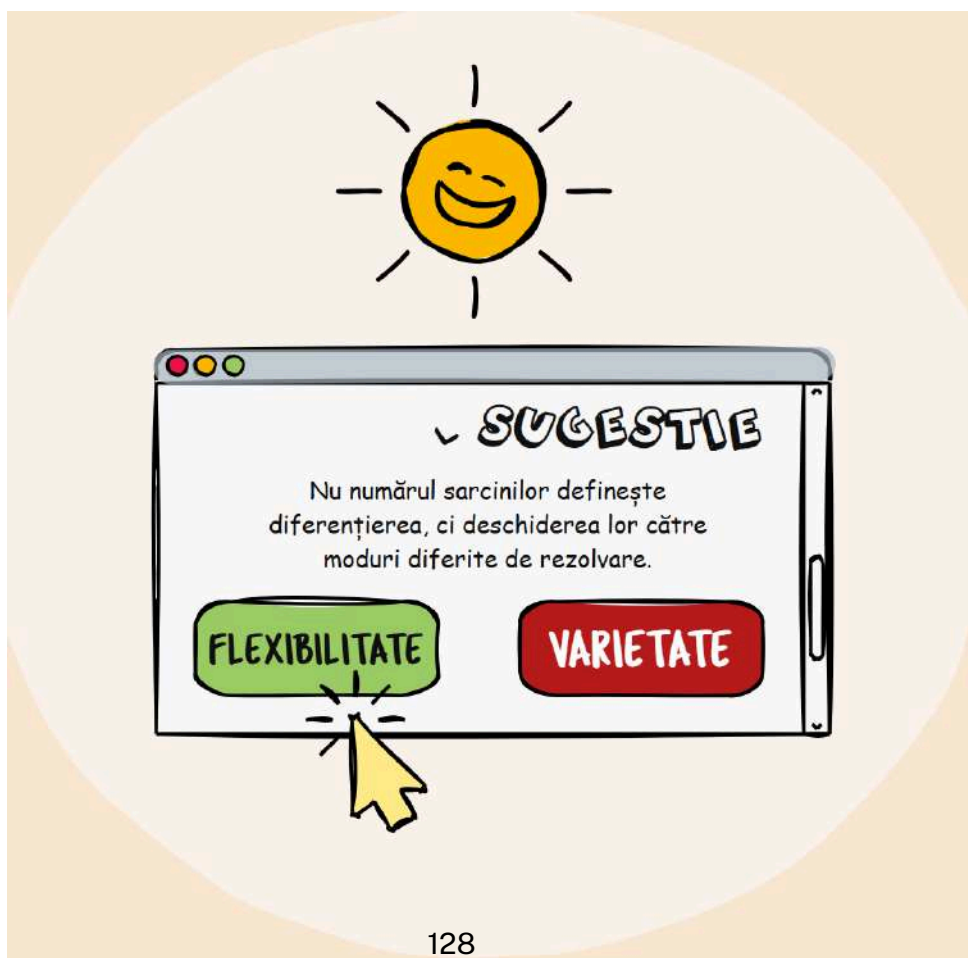 SUGESTIE
Nu numărul sarcinilor definește
diferențierea, ci deschiderea lor către
moduri diferite de rezolvare.
FLEXIBILITATE
VARIETATE
128